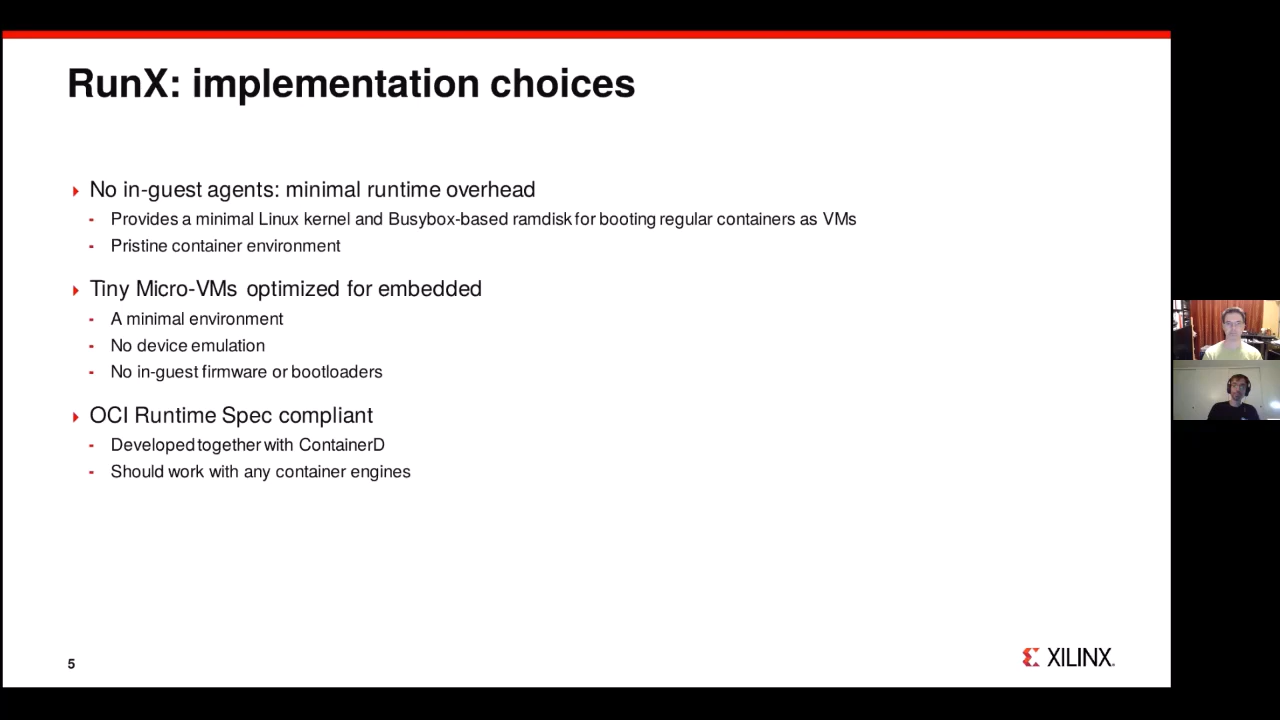 RunX: implementation choices
No in-guest agents: minimal runtime overhead
- Provides a minimal Linux kernel and Busybox-based ramdisk for booting regular containers as VMs
- Pristine container environment
Tiny Micro-VMs optimized for embedded
- A minimal environment
- No device emulation
- No in-guest firmware or bootloaders
OCI Runtime Spec compliant
- Developed together with ContainerD
- Should work with any container engines
5
XILINX.